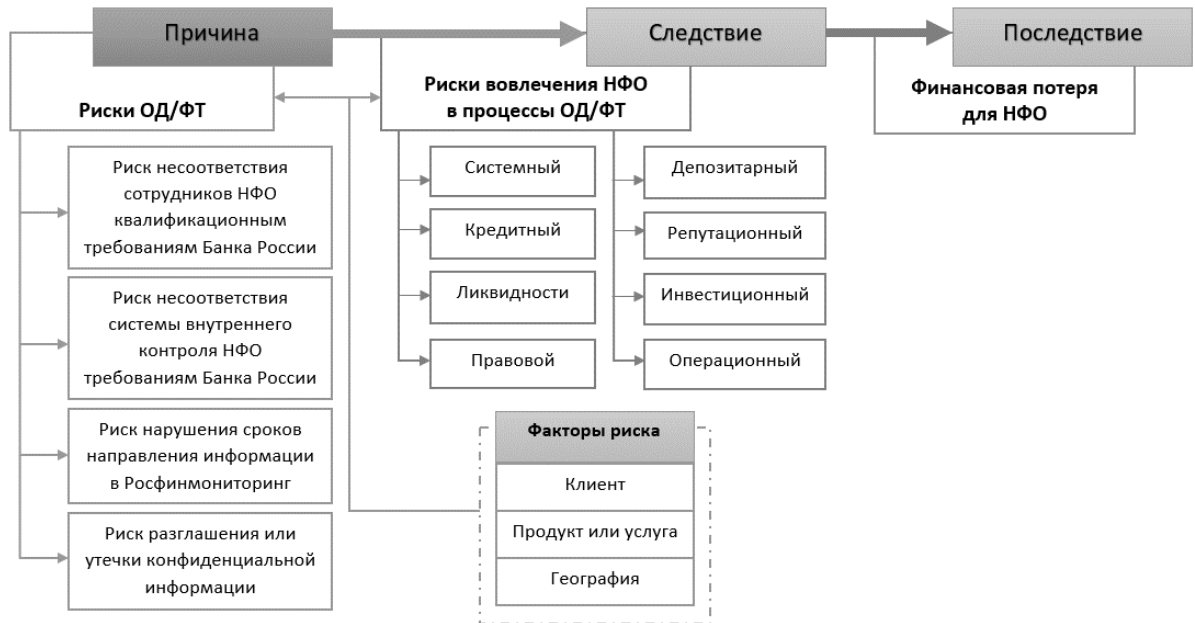 Причина
Следствие
Последствие
Риски ОД/ФТ
Риски вовлечения НФО
в процессы ОД/ФТ
Финансовая потеря
для НФО
Риск несоответствия
сотрудников НФО
квалификационным
требованиям Банка России
Риск несоответствия
системы внутреннего
контроля НФО
требованиям Банка России
Риск нарушения сроков
направления информации
в Росфинмониторинг
Риск разглашения или
утечки конфиденциальной
информации
Системный
Кредитный
Ликвидности
Правовой
Депозитарный
Репутационный
Инвестиционный
Операционный
Факторы риска
Клиент
Продукт или услуга
География